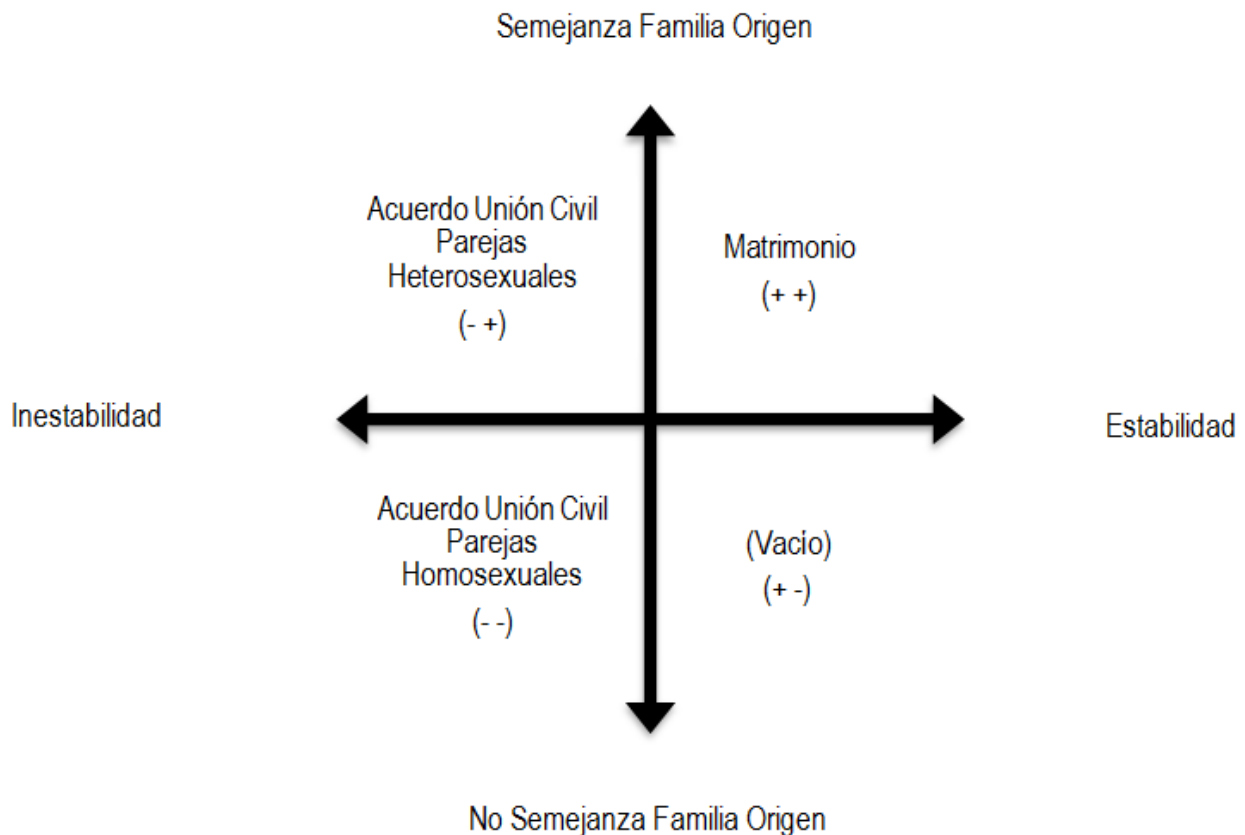 Semejanza Familia Origen
Acuerdo Unión Civil
Parejas
Heterosexuales
(- +)
Matrimonio
(+ +)
Inestabilidad
Estabilidad
Acuerdo Unión Civil
Parejas
Homosexuales
(- -)
(Vacío)
(+ -)
No Semejanza Familia Origen